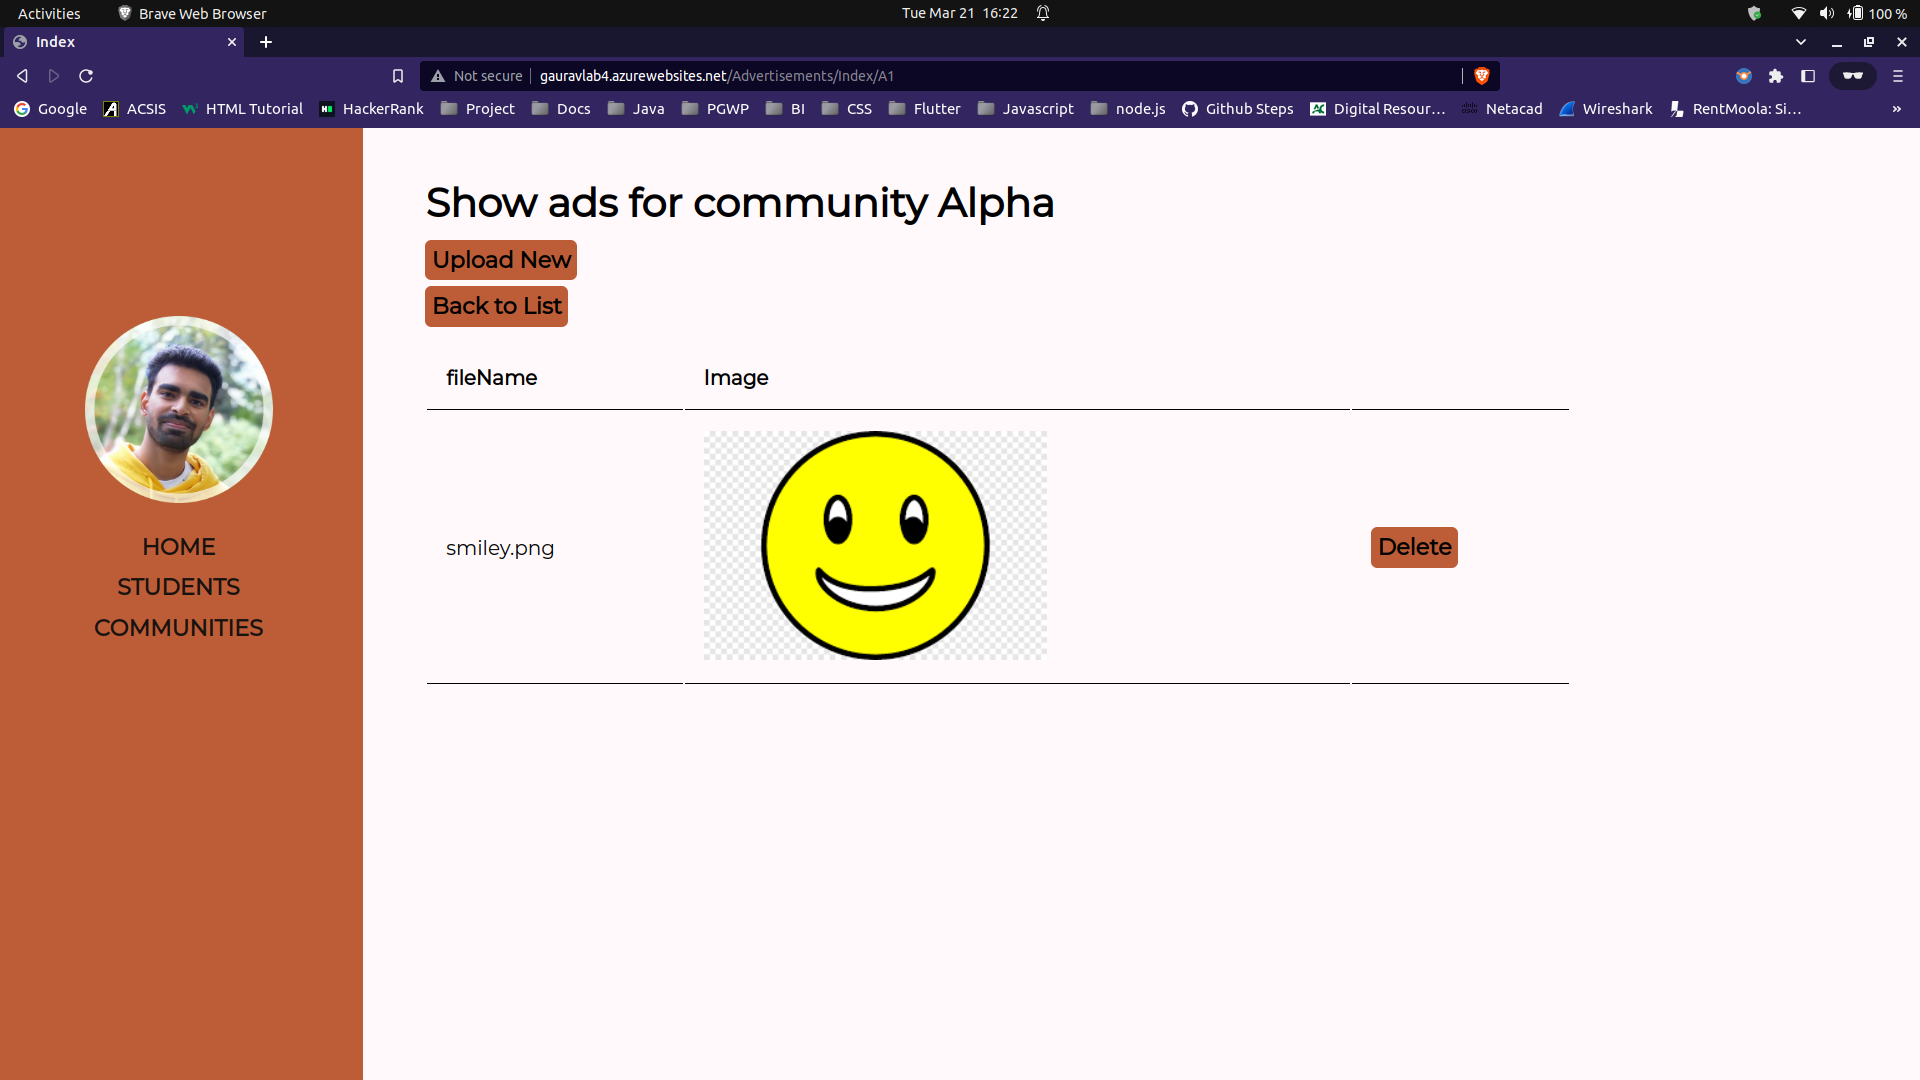 Activities Brave Web Browser Tue Mar 21 16:22 100 %
Index
Not secure gauravlab4.azurewebsites.net/Advertisements/Index/A1
Google ACSIS HTML Tutorial HackerRank Project Docs Java PGWP BI CSS Flutter Javascript node.js Github Steps Digital Resour... Netacad Wireshark RentMoola: Si... »
Show ads for community Alpha
Upload New
Back to List
fileName Image
smiley.png Delete
HOME
STUDENTS
COMMUNITIES